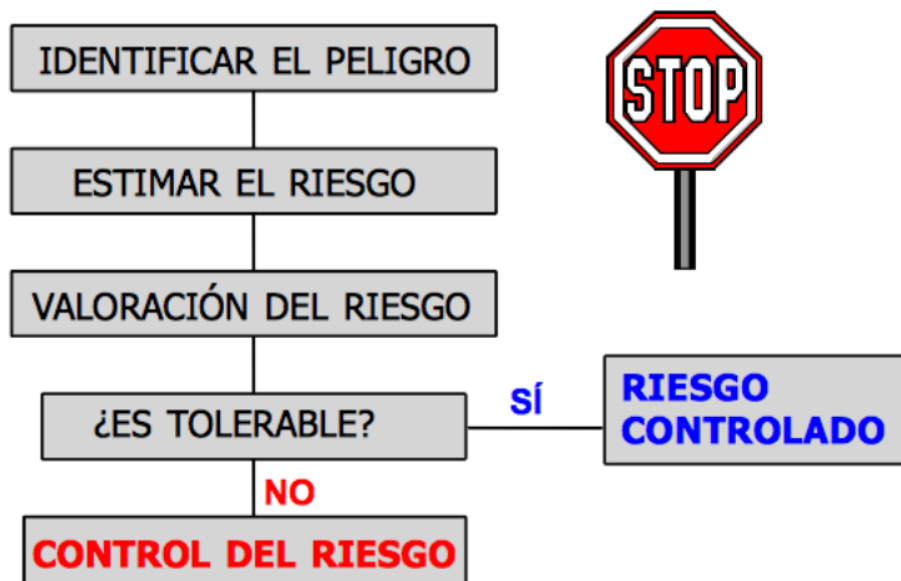 IDENTIFICAR EL PELIGRO
STOP
ESTIMAR EL RIESGO
VALORACIÓN DEL RIESGO
¿ES TOLERABLE?
SÍ
RIESGO
CONTROLADO
NO
CONTROL DEL RIESGO